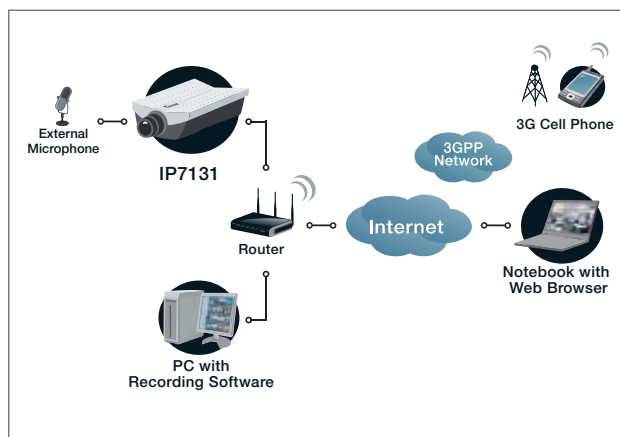 3G Cell Phone
External
Microphone
IP7131
3GPP
Network
Router
Internet
Notebook with
Web Browser
PC with
Recording Software